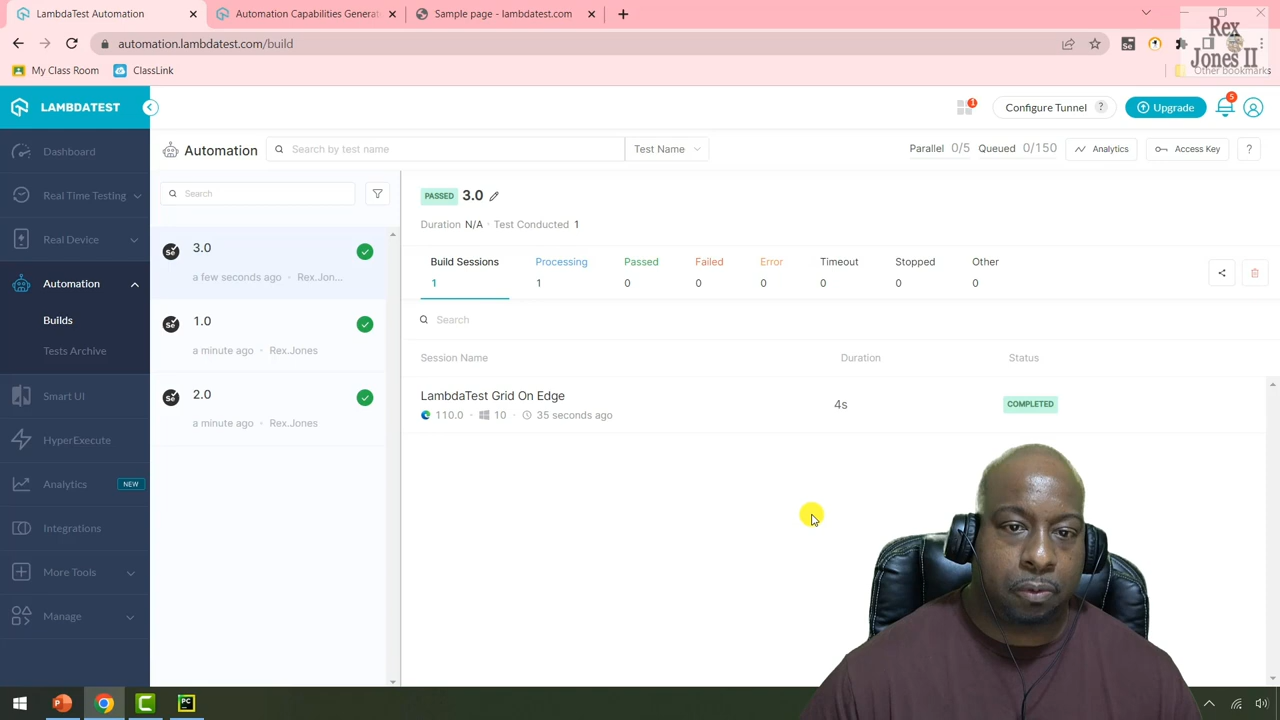 LambdaTest Automation
Automation Capabilities Genera
Sample page - lambdatest.com
automation.lambdatest.com/build
Rex
Jones II
My Class Room
ClassLink
Other bookmarks
LAMBDATEST
1
Configure Tunnel ?
Upgrade
5
Dashboard
Real Time Testing
Real Device
Automation
Builds
Tests Archive
Smart UI
HyperExecute
Analytics NEW
Integrations
More Tools
Manage
Automation
Search by test name
Test Name
Parallel 0/5 Queued 0/150
Analytics
Access Key
?
Search
3.0
a few seconds ago · Rex.Jon...
1.0
a minute ago · Rex.Jones
2.0
a minute ago · Rex.Jones
PASSED 3.0
Duration N/A · Test Conducted 1
Build Sessions Processing Passed Failed Error Timeout Stopped Other
1 1 0 0 0 0 0 0
Search
Session Name Duration Status
LambdaTest Grid On Edge
110.0 · 10 · 35 seconds ago
4s
COMPLETED